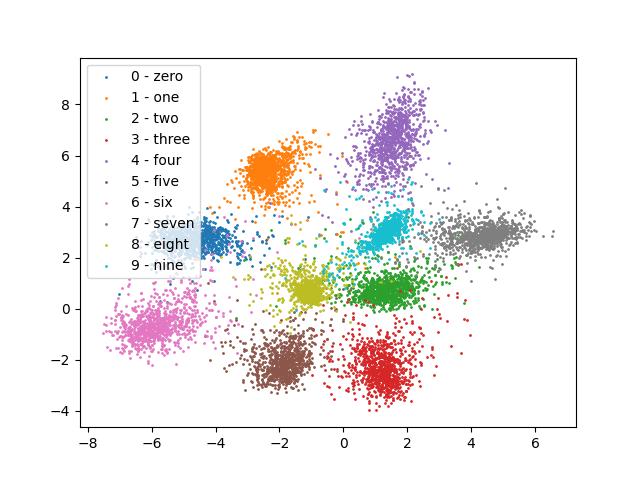 0 - zero
1 - one
2 - two
3 - three
4 - four
5 - five
6 - six
7 - seven
8 - eight
9 - nine
8
6
4
2
0
−2
−4
−8 −6 −4 −2 0 2 4 6